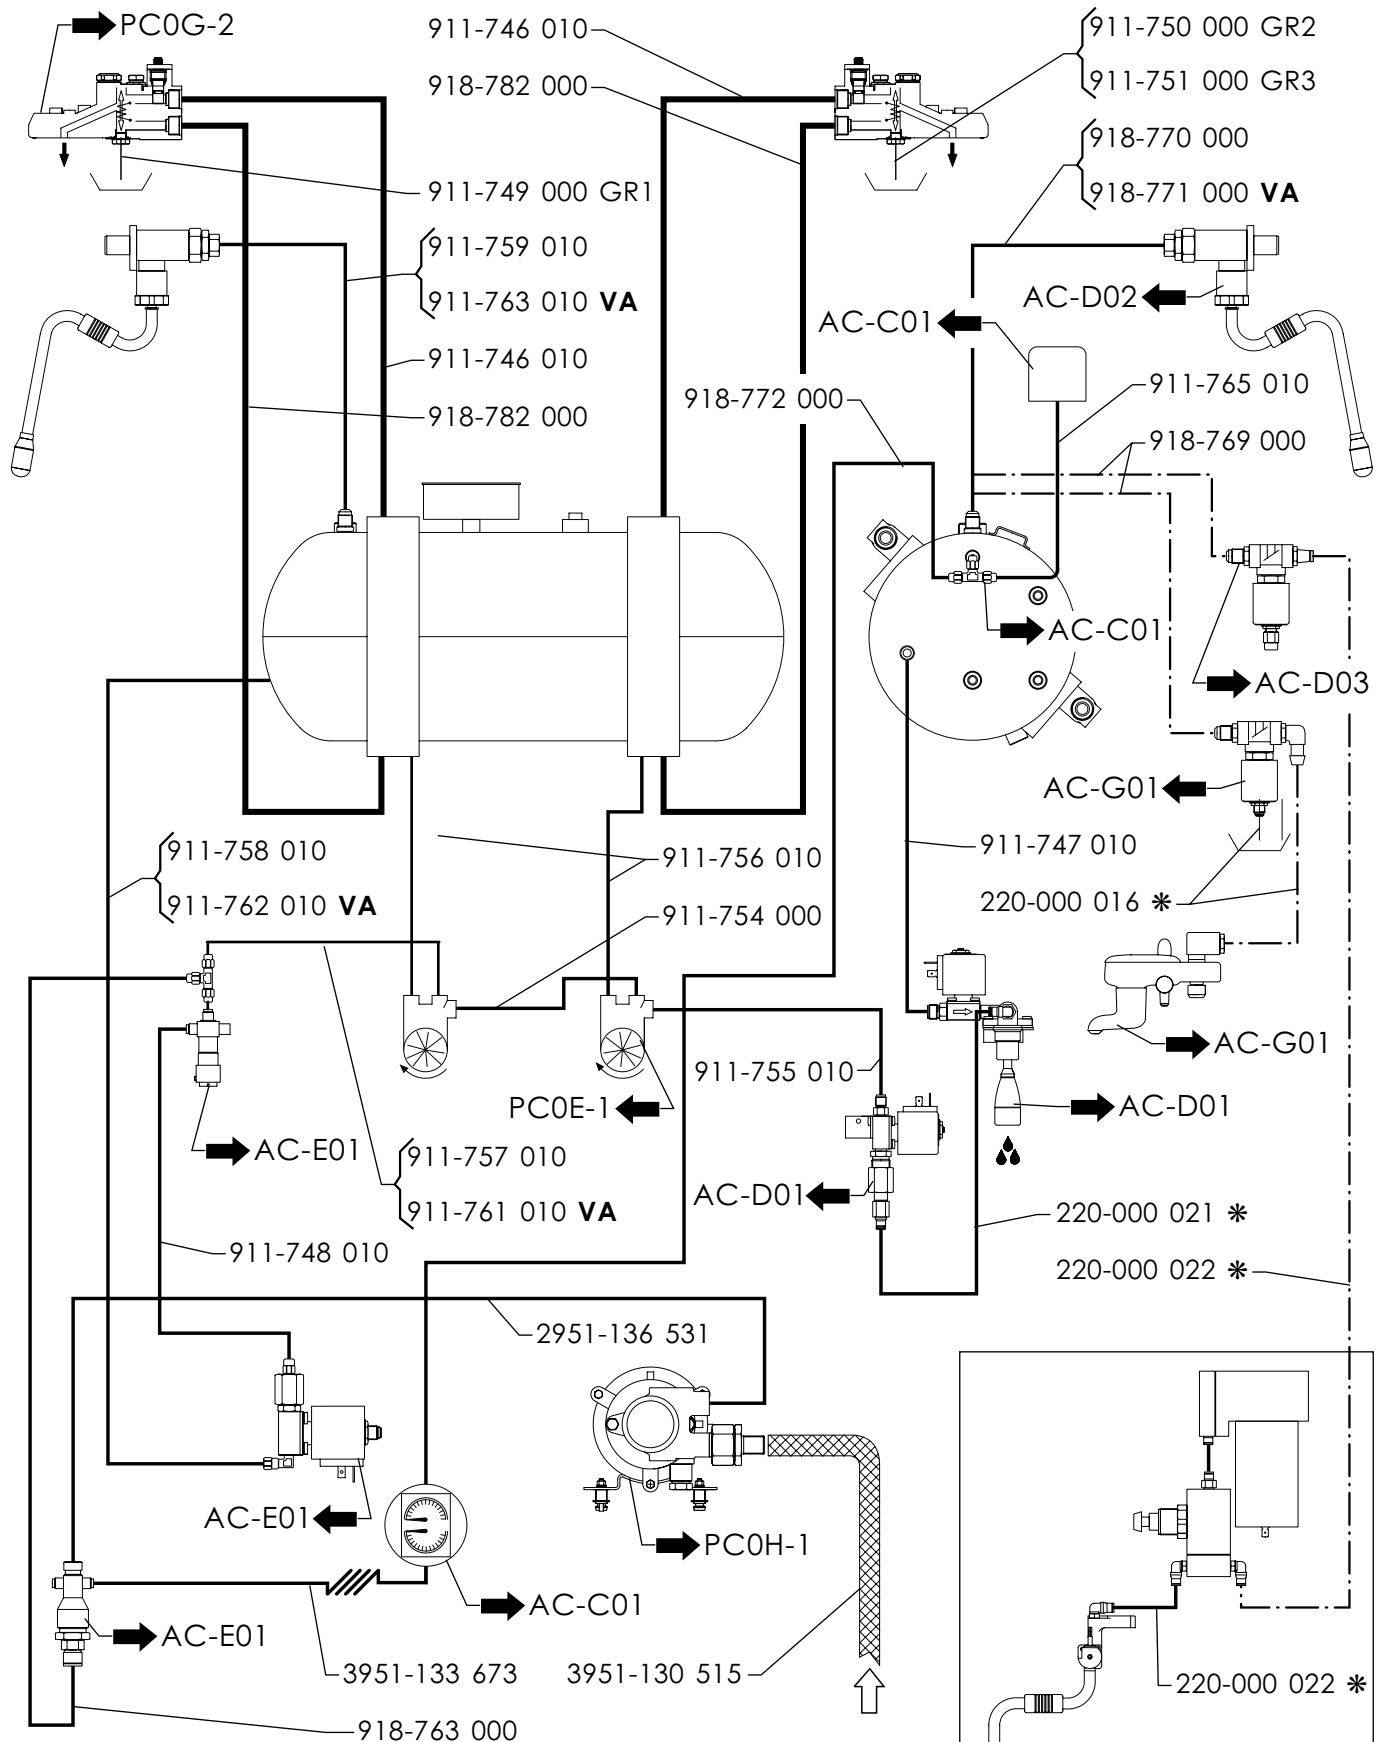 PC0G-2
911-746 010
918-782 000
911-750 000 GR2
911-751 000 GR3
918-770 000
918-771 000 VA
911-749 000 GR1
911-759 010
911-763 010 VA
AC-D02
AC-C01
911-746 010
918-782 000
918-772 000
911-765 010
918-769 000
AC-C01
AC-D03
AC-G01
911-758 010
911-762 010 VA
911-756 010
911-754 000
911-747 010
220-000 016 ✻
AC-G01
911-755 010
PC0E-1
AC-D01
AC-E01
911-757 010
911-761 010 VA
AC-D01
220-000 021 ✻
220-000 022 ✻
911-748 010
2951-136 531
AC-E01
PC0H-1
AC-C01
AC-E01
3951-133 673
3951-130 515
220-000 022 ✻
918-763 000